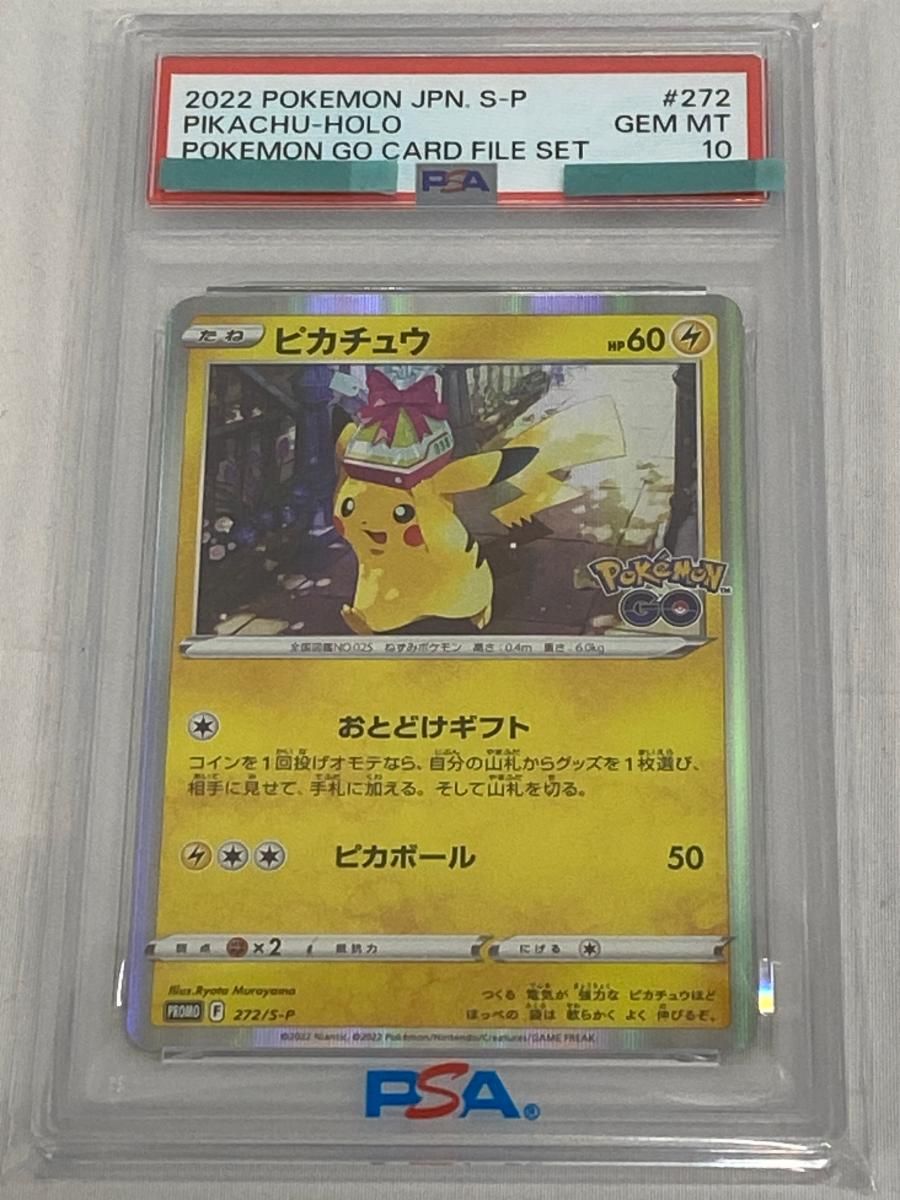 2022 POKEMON JPN. S-P #272
PIKACHU-HOLO GEM MT
POKEMON GO CARD FILE SET 10
PSA
たね ピカチュウ HP60
POKÉMON™
GO
全国図鑑NO.025 ねずみポケモン 高さ:0.4m 重さ:6.0kg
おとどけギフト
コインを1回投げオモテなら、自分の山札からグッズを1枚選び、
相手に見せて、手札に加える。そして山札を切る。
ピカボール 50
弱点 ×2 抵抗力 にげる
Illus.Ryota Murayama
つくる 電気が 強力な ピカチュウほど
PROMO F 272/S-P
ほっぺの 袋は 軟らかく よく 伸びるぞ。
©2022 Niantic. ©2022 Pokémon/Nintendo/Creatures/GAME FREAK
PSA®